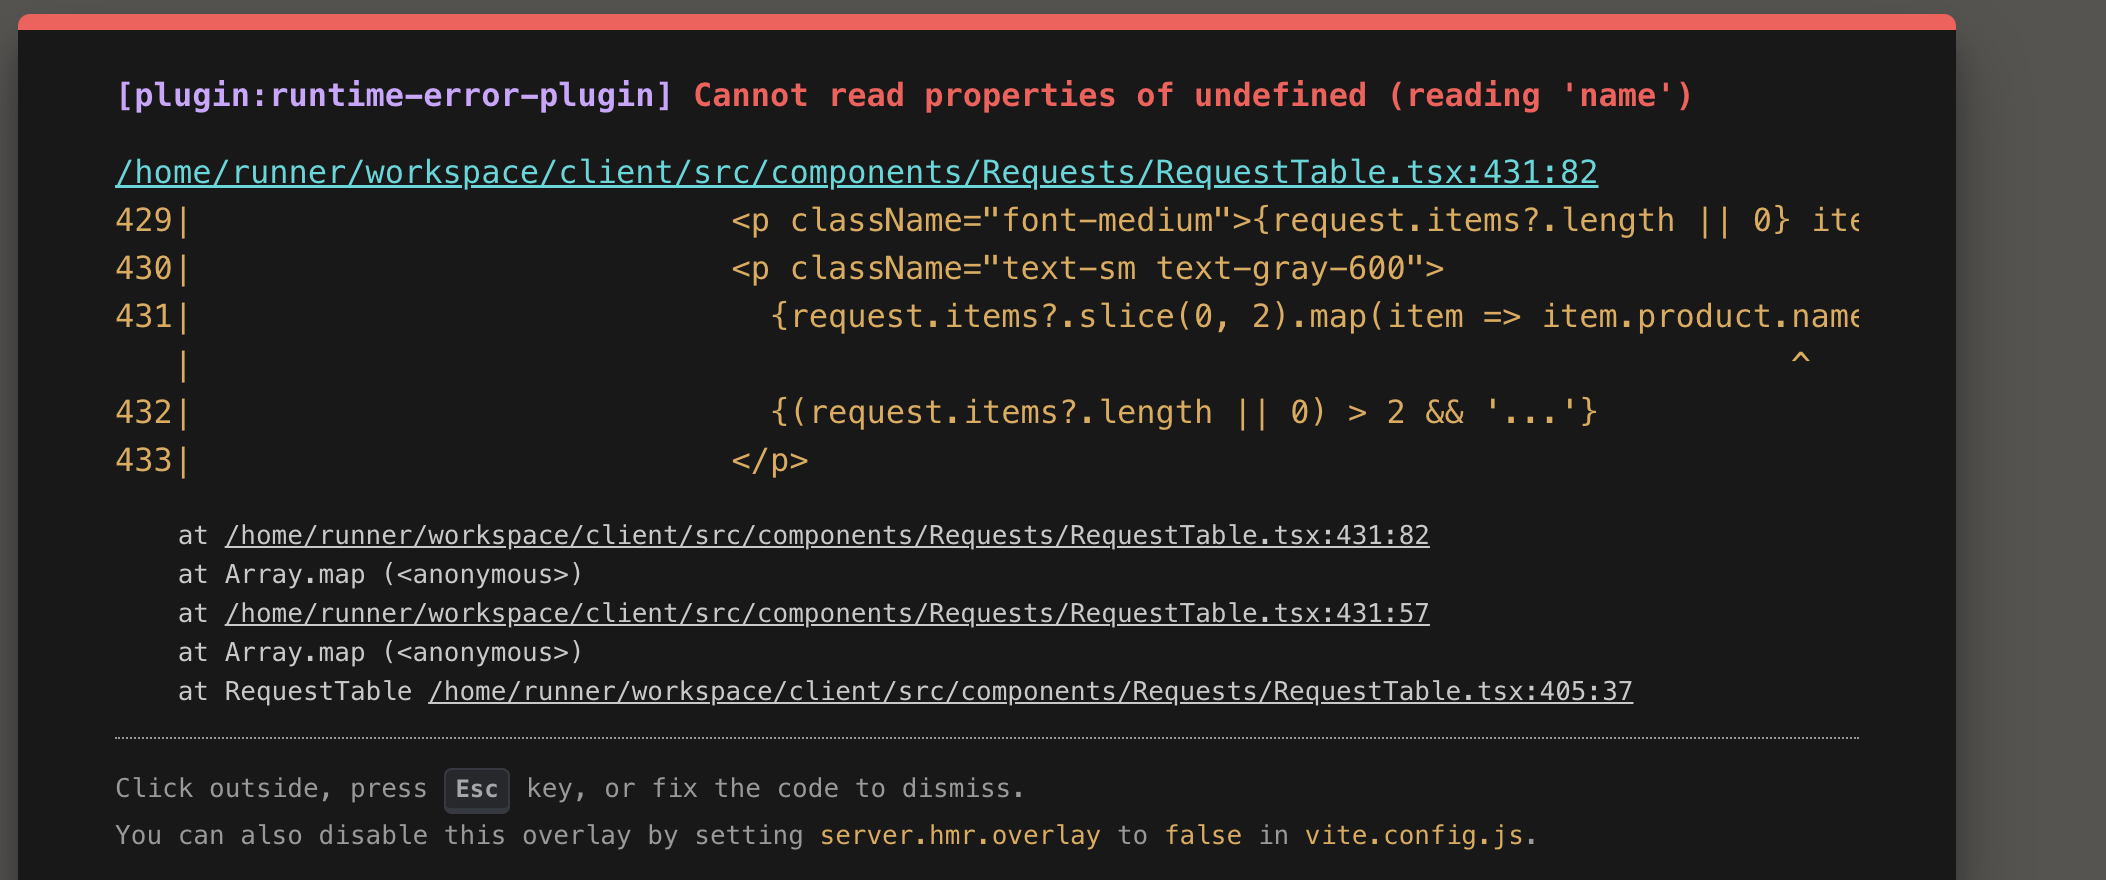 [plugin:runtime-error-plugin] Cannot read properties of undefined (reading 'name')
/home/runner/workspace/client/src/components/Requests/RequestTable.tsx:431:82
429|                            <p className="font-medium">{request.items?.length || 0} ite
430|                            <p className="text-sm text-gray-600">
431|                              {request.items?.slice(0, 2).map(item => item.product.name
   |                                                                                   ^
432|                              {(request.items?.length || 0) > 2 && '...'}
433|                            </p>
at /home/runner/workspace/client/src/components/Requests/RequestTable.tsx:431:82
at Array.map (<anonymous>)
at /home/runner/workspace/client/src/components/Requests/RequestTable.tsx:431:57
at Array.map (<anonymous>)
at RequestTable /home/runner/workspace/client/src/components/Requests/RequestTable.tsx:405:37
Click outside, press Esc key, or fix the code to dismiss.
You can also disable this overlay by setting server.hmr.overlay to false in vite.config.js.